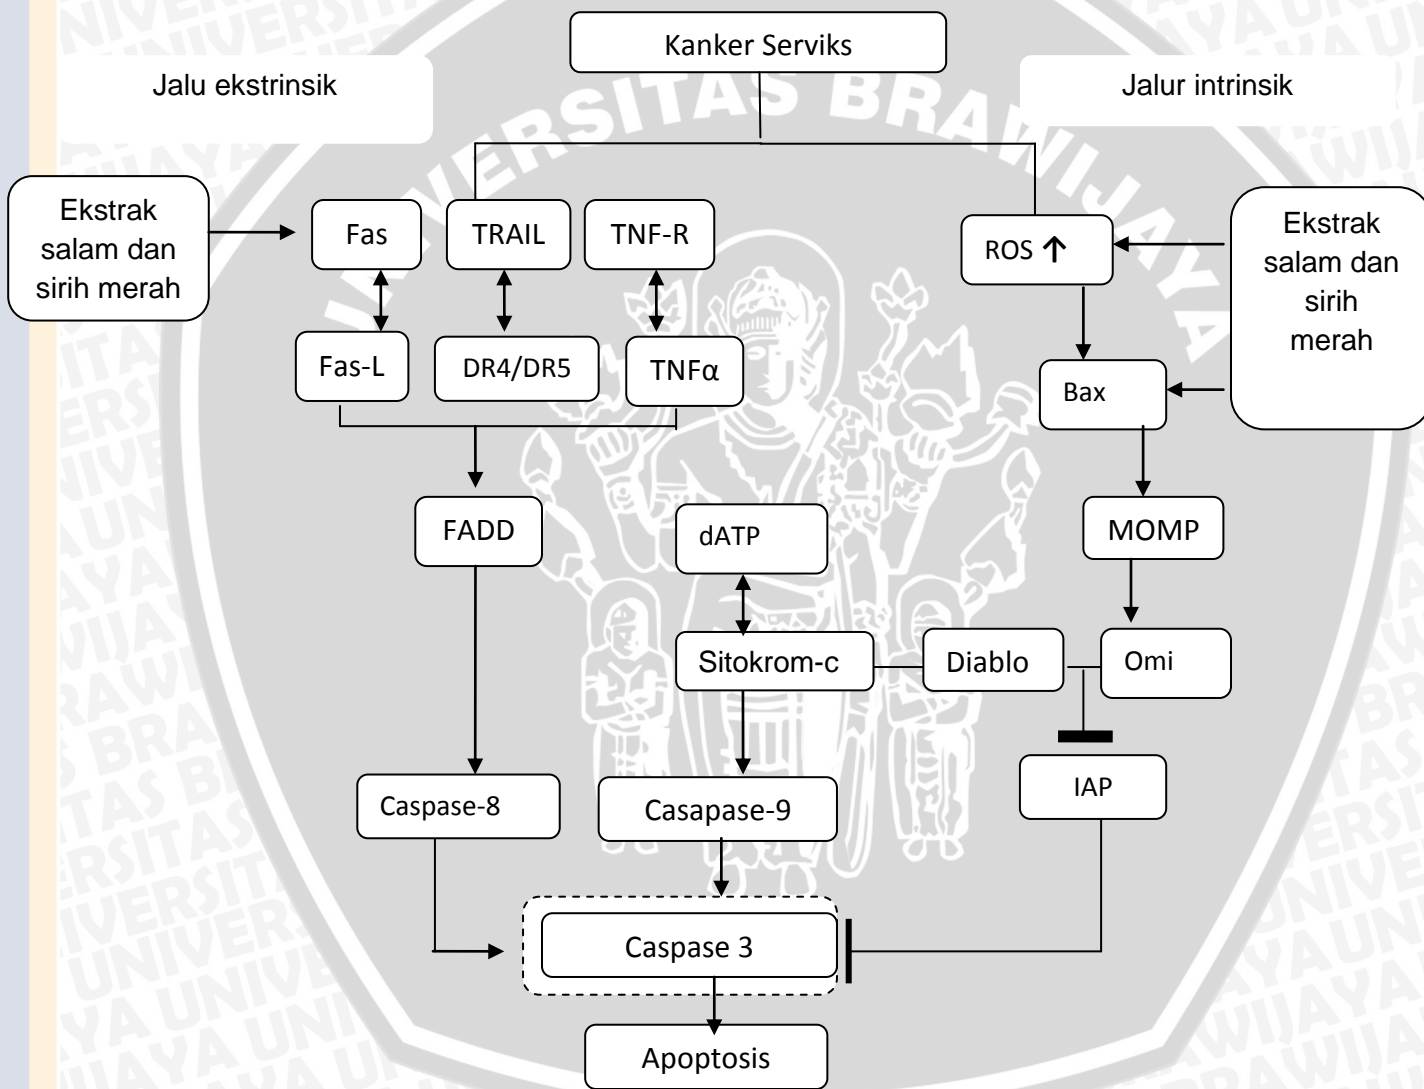 Kanker Serviks
Jalu ekstrinsik
Jalur intrinsik
UNIVERSITAS BRAWIJAYA
Ekstrak
salam dan
sirih merah
Fas
TRAIL
TNF-R
ROS ↑
Ekstrak
salam dan
sirih
merah
Fas-L
DR4/DR5
TNFα
Bax
FADD
dATP
MOMP
Sitokrom-c
Diablo
Omi
Caspase-8
Casapase-9
IAP
Caspase 3
Apoptosis